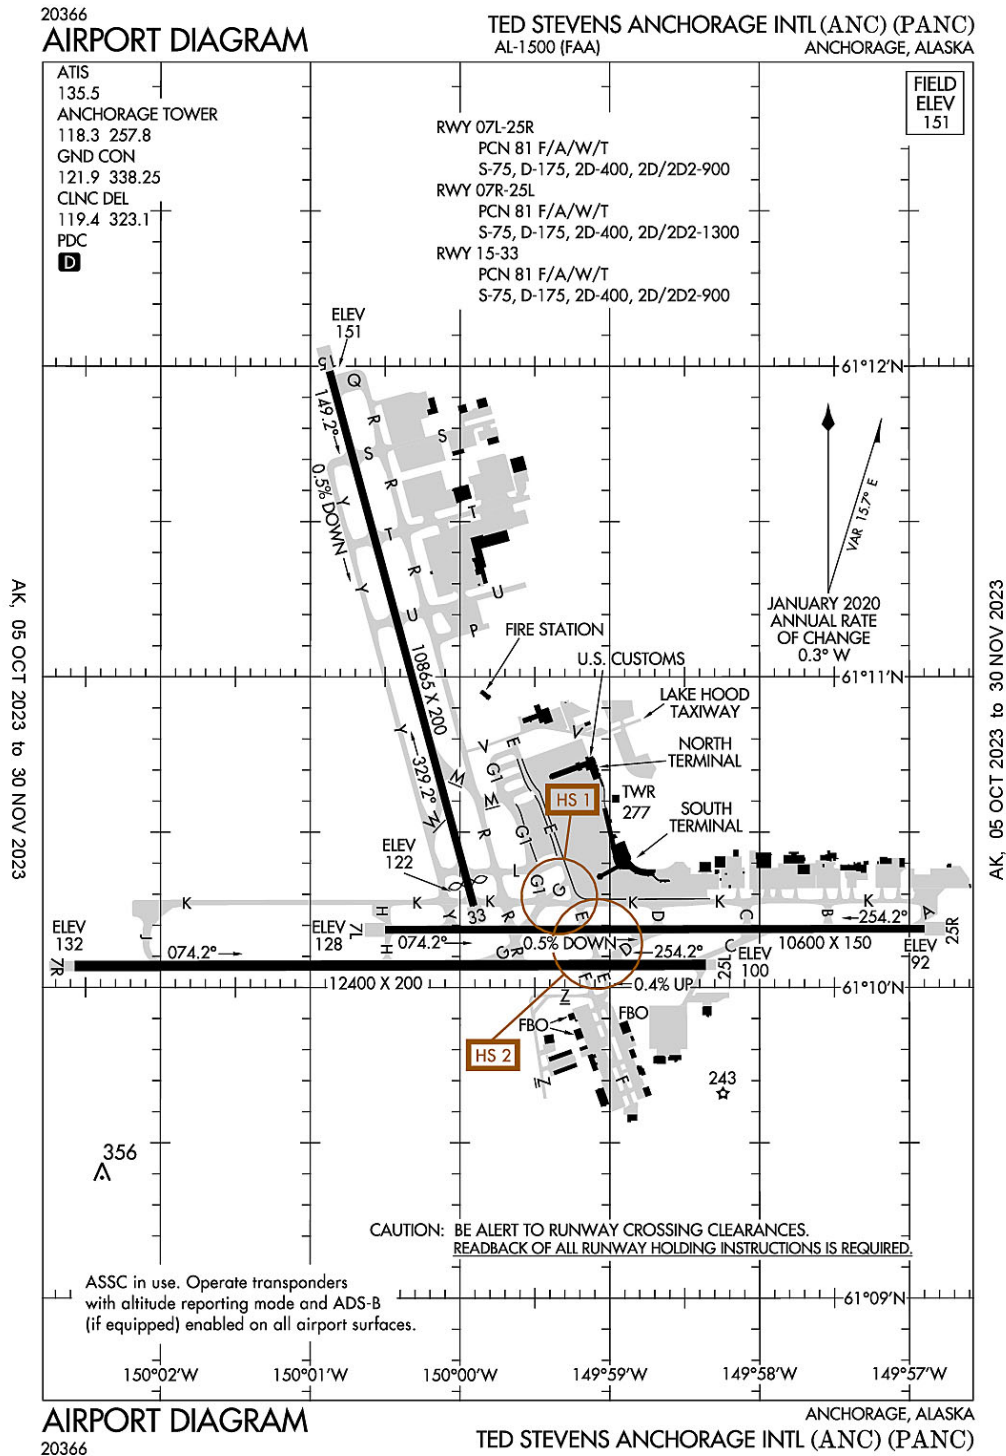 20366
AIRPORT DIAGRAM
TED STEVENS ANCHORAGE INTL (ANC) (PANC)
AL-1500 (FAA)
ANCHORAGE, ALASKA
ATIS
135.5
ANCHORAGE TOWER
118.3 257.8
GND CON
121.9 338.25
CLNC DEL
119.4 323.1
PDC
D
FIELD
ELEV
151
RWY 07L-25R
PCN 81 F/A/W/T
S-75, D-175, 2D-400, 2D/2D2-900
RWY 07R-25L
PCN 81 F/A/W/T
S-75, D-175, 2D-400, 2D/2D2-1300
RWY 15-33
PCN 81 F/A/W/T
S-75, D-175, 2D-400, 2D/2D2-900
ELEV
151
15
61°12'N
Q
149.2°
R
S
S
0.5% DOWN
Y
R
T
T
Y
R
U
U
P
VAR 15.7° E
JANUARY 2020
ANNUAL RATE
OF CHANGE
0.3° W
FIRE STATION
U.S. CUSTOMS
61°11'N
10865 X 200
LAKE HOOD
TAXIWAY
Y
V
E
V
NORTH
TERMINAL
329.2°
M
G1
M
HS 1
TWR
277
SOUTH
TERMINAL
M
R
G1
E
ELEV
122
L
G1
G
K
K
K
K
K
K
H
Y
33
R
E
D
C
B
254.2°
A
ELEV
132
J
ELEV
128
7L
25R
074.2°
0.5% DOWN
10600 X 150
ELEV
92
H
G
R
D
254.2°
C
ELEV
100
7R
074.2°
25L
12400 X 200
E
E
0.4% UP
61°10'N
Z
FBO
FBO
HS 2
Z
F
243
356
CAUTION: BE ALERT TO RUNWAY CROSSING CLEARANCES.
READBACK OF ALL RUNWAY HOLDING INSTRUCTIONS IS REQUIRED.
ASSC in use. Operate transponders
with altitude reporting mode and ADS-B
(if equipped) enabled on all airport surfaces.
61°09'N
150°02'W
150°01'W
150°00'W
149°59'W
149°58'W
149°57'W
AK, 05 OCT 2023 to 30 NOV 2023
AK, 05 OCT 2023 to 30 NOV 2023
AIRPORT DIAGRAM
20366
ANCHORAGE, ALASKA
TED STEVENS ANCHORAGE INTL (ANC) (PANC)